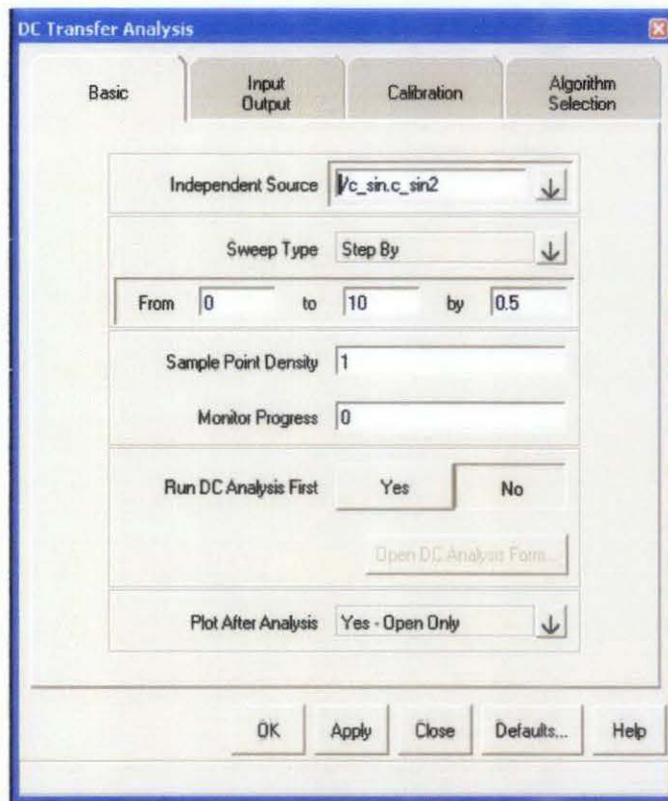 DC Transfer Analysis
Basic
Input Output
Calibration
Algorithm Selection
Independent Source /c_sin.c_sin2
Sweep Type Step By
From 0 to 10 by 0.5
Sample Point Density 1
Monitor Progress 0
Run DC Analysis First Yes No
Open DC Analysis Form...
Plot After Analysis Yes - Open Only
OK Apply Close Defaults... Help